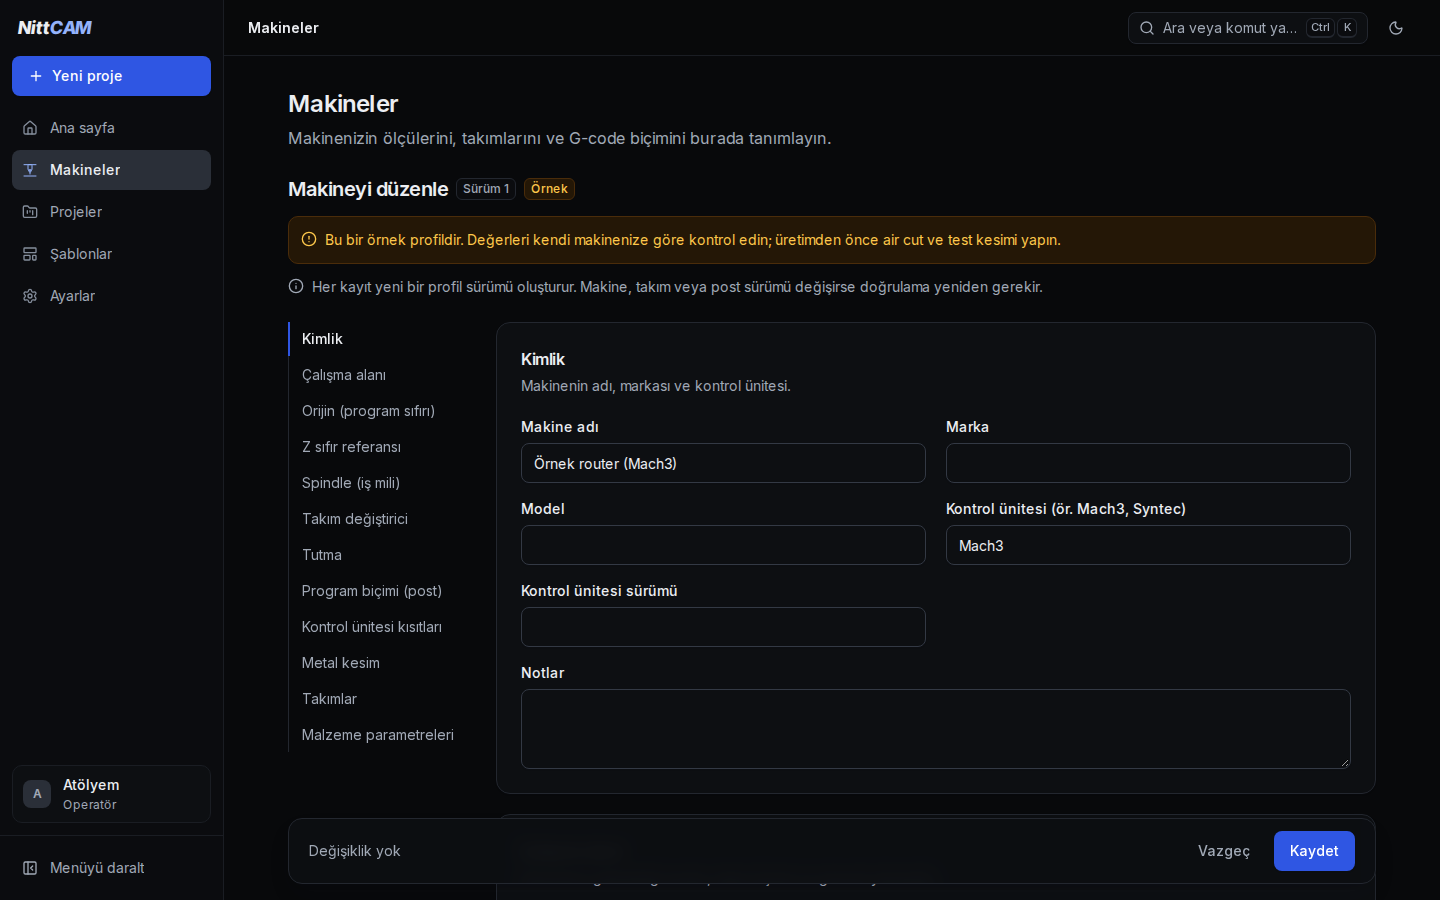 NittCAM
Makineler
Ara veya komut ya...
Ctrl
K
Yeni proje
Ana sayfa
Makineler
Projeler
Şablonlar
Ayarlar
Makineler
Makinenizin ölçülerini, takımlarını ve G-code biçimini burada tanımlayın.
Makineyi düzenle
Sürüm 1
Örnek
Bu bir örnek profildir. Değerleri kendi makinenize göre kontrol edin; üretimden önce air cut ve test kesimi yapın.
Her kayıt yeni bir profil sürümü oluşturur. Makine, takım veya post sürümü değişirse doğrulama yeniden gerekir.
Kimlik
Çalışma alanı
Orijin (program sıfırı)
Z sıfır referansı
Spindle (iş mili)
Takım değiştirici
Tutma
Program biçimi (post)
Kontrol ünitesi kısıtları
Metal kesim
Takımlar
Malzeme parametreleri
Kimlik
Makinenin adı, markası ve kontrol ünitesi.
Makine adı
Örnek router (Mach3)
Marka
Model
Kontrol ünitesi (ör. Mach3, Syntec)
Mach3
Kontrol ünitesi sürümü
Notlar
A
Atölyem
Operatör
Menüyü daralt
Değişiklik yok
Vazgeç
Kaydet